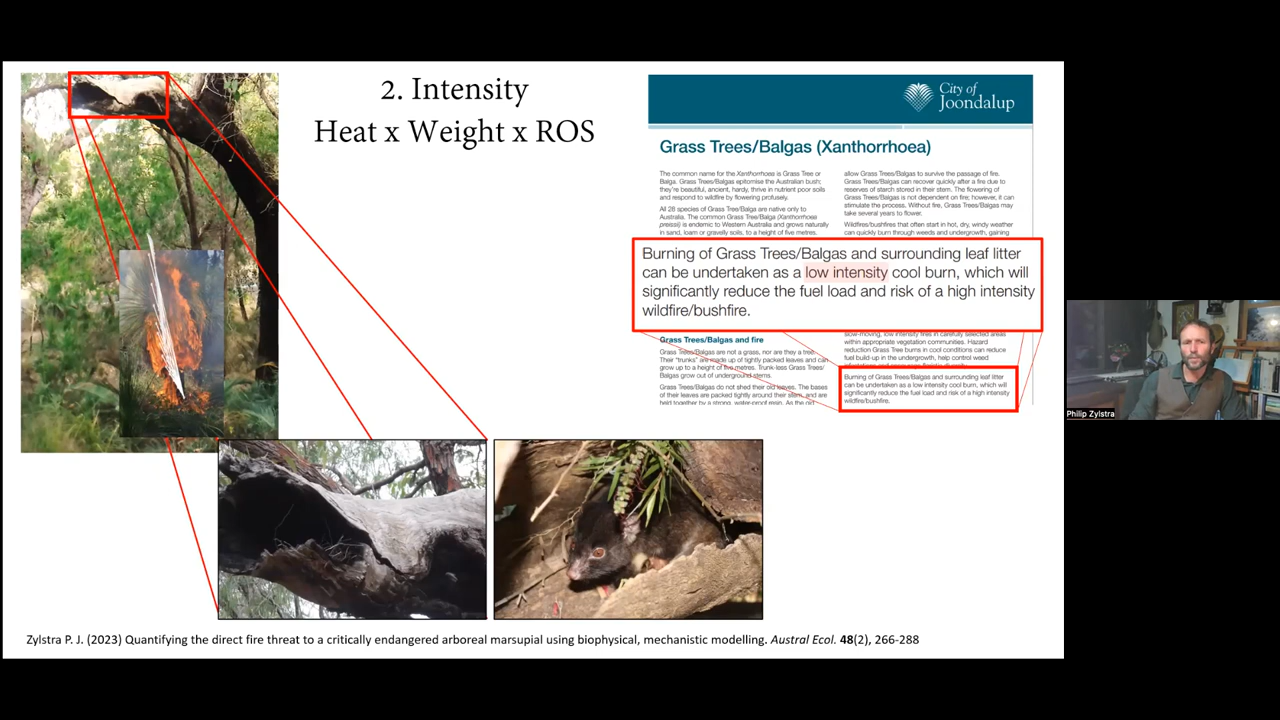 2. Intensity
Heat x Weight x ROS
City of
Joondalup
Grass Trees/Balgas (Xanthorrhoea)
The common name for the Xanthorrhoea is Grass Tree or
Balga. Grass Trees/Balgas epitomise the Australian bush;
they're beautiful, ancient, hardy, thrive in nutrient poor soils
and respond to wildfire by flowering profusely.
All 28 species of Grass Tree/Balga are native only to
Australia. The common Grass Tree/Balga (Xanthorrhoea
preissii) is endemic to Western Australia and grows naturally
in sand, loam or gravelly soils, to a height of five metres.
allow Grass Trees/Balgas to survive the passage of fire.
Grass Trees/Balgas can recover quickly after a fire due to
reserves of starch stored in their stem. The flowering of
Grass Trees/Balgas is not dependent on fire; however, it can
stimulate the process. Without fire, Grass Trees/Balgas may
take several years to flower.
Wildfires/bushfires that often start in hot, dry, windy weather
can quickly burn through weeds and undergrowth, gaining
Burning of Grass Trees/Balgas and surrounding leaf litter
can be undertaken as a low intensity cool burn, which will
significantly reduce the fuel load and risk of a high intensity
wildfire/bushfire.
Grass Trees/Balgas and fire
Grass Trees/Balgas are not a grass, nor are they a tree.
Their "trunks" are made up of tightly packed leaves and can
grow up to a height of five metres. Trunk-less Grass Trees/
Balgas grow out of underground stems.
Grass Trees/Balgas do not shed their old leaves. The bases
of their leaves are packed tightly around their stem, and are
held together by a strong, water-proof resin. As the old
slow-moving, low intensity fires in carefully selected areas
within appropriate vegetation communities. Hazard
reduction Grass Tree burns in cool conditions can reduce
fuel build-up in the undergrowth, help control weed
Burning of Grass Trees/Balgas and surrounding leaf litter
can be undertaken as a low intensity cool burn, which will
significantly reduce the fuel load and risk of a high intensity
wildfire/bushfire.
Philip Zylstra
Zylstra P. J. (2023) Quantifying the direct fire threat to a critically endangered arboreal marsupial using biophysical, mechanistic modelling. Austral Ecol. 48(2), 266-288